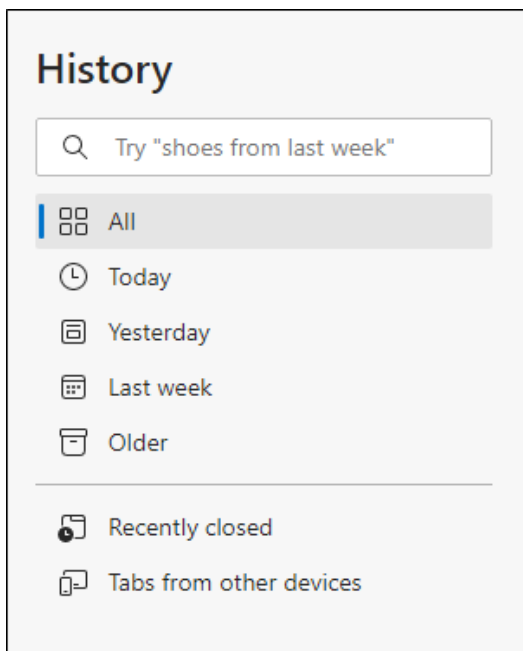 History
Try "shoes from last week"
All
Today
Yesterday
Last week
Older
Recently closed
Tabs from other devices